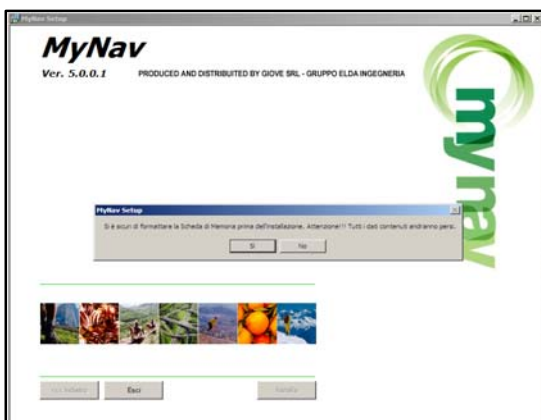 MyNav Setup
MyNav
Ver. 5.0.0.1 PRODUCED AND DISTRIBUITED BY GIOVE SRL - GRUPPO ELDA INGEGNERIA
mynav
MyNav Setup
Si è sicuri di formattare la Scheda di Memoria prima dell'installazione. Attenzione!!! Tutti i dati contenuti andranno persi.
Sì No
<< Indietro Esci